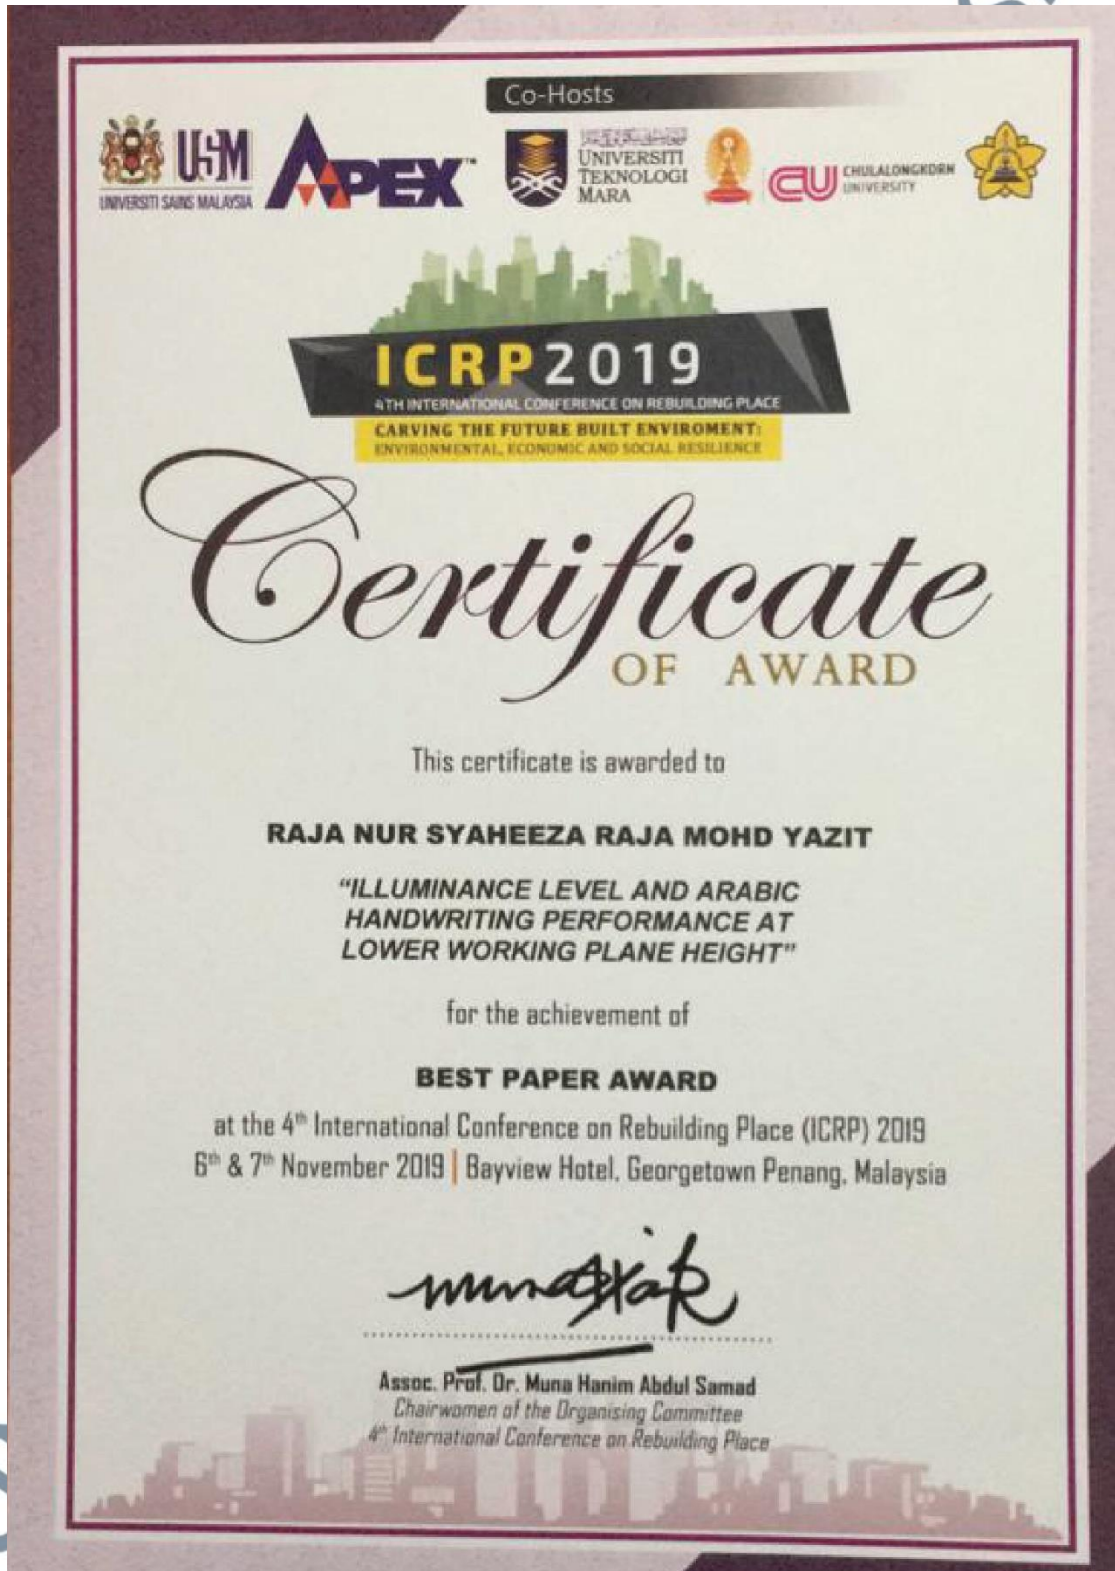 Co-Hosts
USM
UNIVERSITI SAINS MALAYSIA
APEX™
UNIVERSITI
TEKNOLOGI
MARA
CU
CHULALONGKORN
UNIVERSITY
ICRP2019
4TH INTERNATIONAL CONFERENCE ON REBUILDING PLACE
CARVING THE FUTURE BUILT ENVIROMENT:
ENVIRONMENTAL, ECONOMIC AND SOCIAL RESILIENCE
Certificate
OF AWARD
This certificate is awarded to
RAJA NUR SYAHEEZA RAJA MOHD YAZIT
“ILLUMINANCE LEVEL AND ARABIC
HANDWRITING PERFORMANCE AT
LOWER WORKING PLANE HEIGHT”
for the achievement of
BEST PAPER AWARD
at the 4th International Conference on Rebuilding Place (ICRP) 2019
6th & 7th November 2019 | Bayview Hotel, Georgetown Penang, Malaysia
Assoc. Prof. Dr. Muna Hanim Abdul Samad
Chairwomen of the Organising Committee
4th International Conference on Rebuilding Place